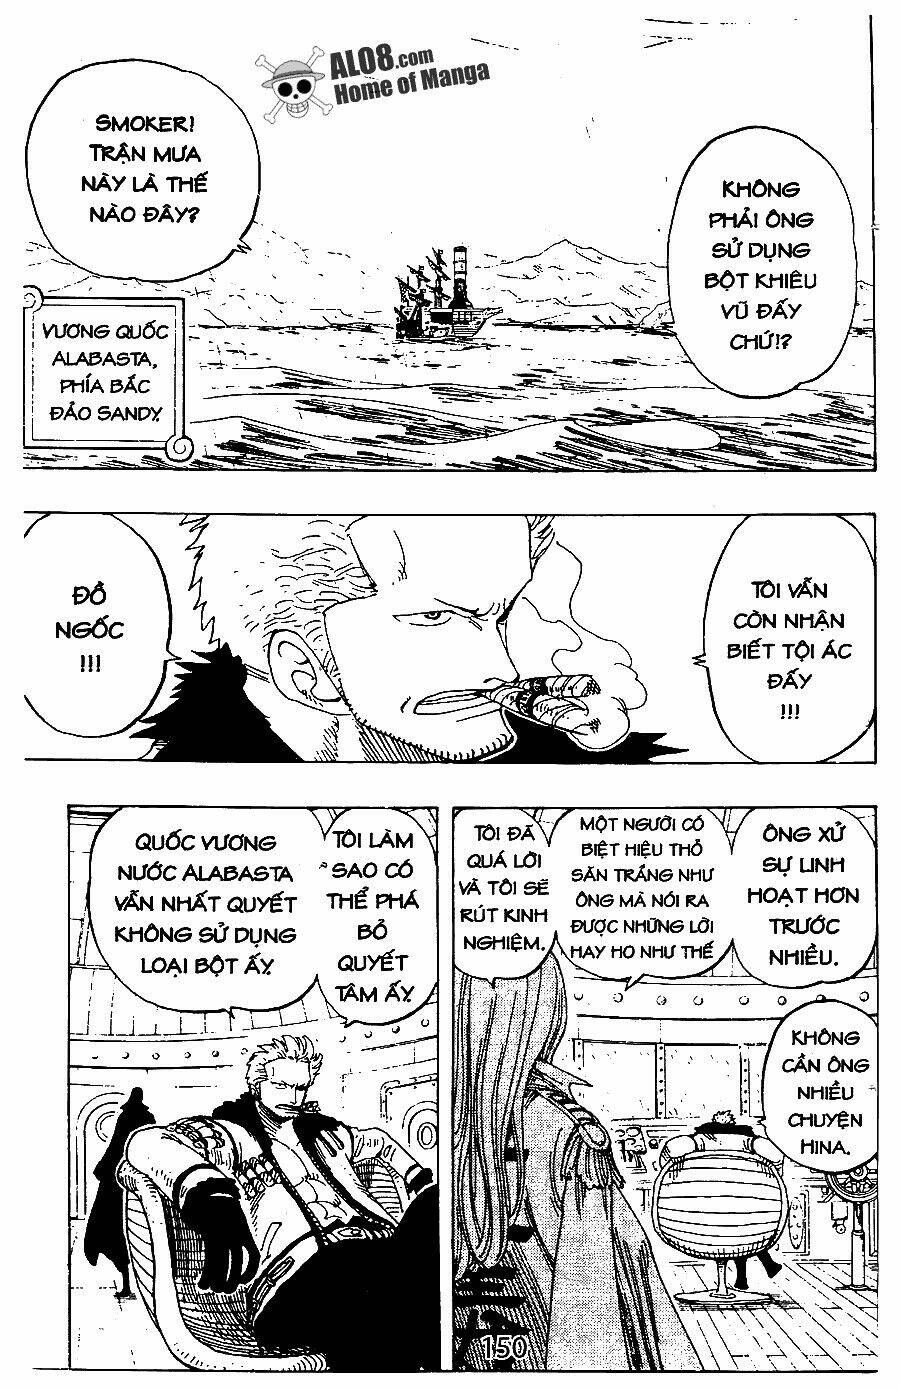 ALO8.com
Home of Manga
SMOKER!
TRẬN MƯA
NÀY LÀ THẾ
NÀO ĐÂY?
KHÔNG
PHẢI ÔNG
SỬ DỤNG
BỘT KHIÊU
VŨ ĐẤY
CHỨ!?
VƯƠNG QUỐC
ALABASTA,
PHÍA BẮC
ĐẢO SANDY.
ĐỒ
NGỐC
!!!
TÔI VẪN
CÒN NHẬN
BIẾT TỘI ÁC
ĐẤY
!!!
QUỐC VƯƠNG
NƯỚC ALABASTA
VẪN NHẤT QUYẾT
KHÔNG SỬ DỤNG
LOẠI BỘT ẤY.
TÔI LÀM
SAO CÓ
THỂ PHÁ
BỎ
QUYẾT
TÂM ẤY.
TÔI ĐÃ
QUÁ LỜI
VÀ TÔI SẼ
RÚT KINH
NGHIỆM.
MỘT NGƯỜI CÓ
BIỆT HIỆU THỎ
SĂN TRẮNG NHƯ
ÔNG MÀ NÓI RA
ĐƯỢC NHỮNG LỜI
HAY HO NHƯ THẾ
ÔNG XỬ
SỰ LINH
HOẠT HƠN
TRƯỚC
NHIỀU.
KHÔNG
CẦN ÔNG
NHIỀU
CHUYỆN
HINA.
150